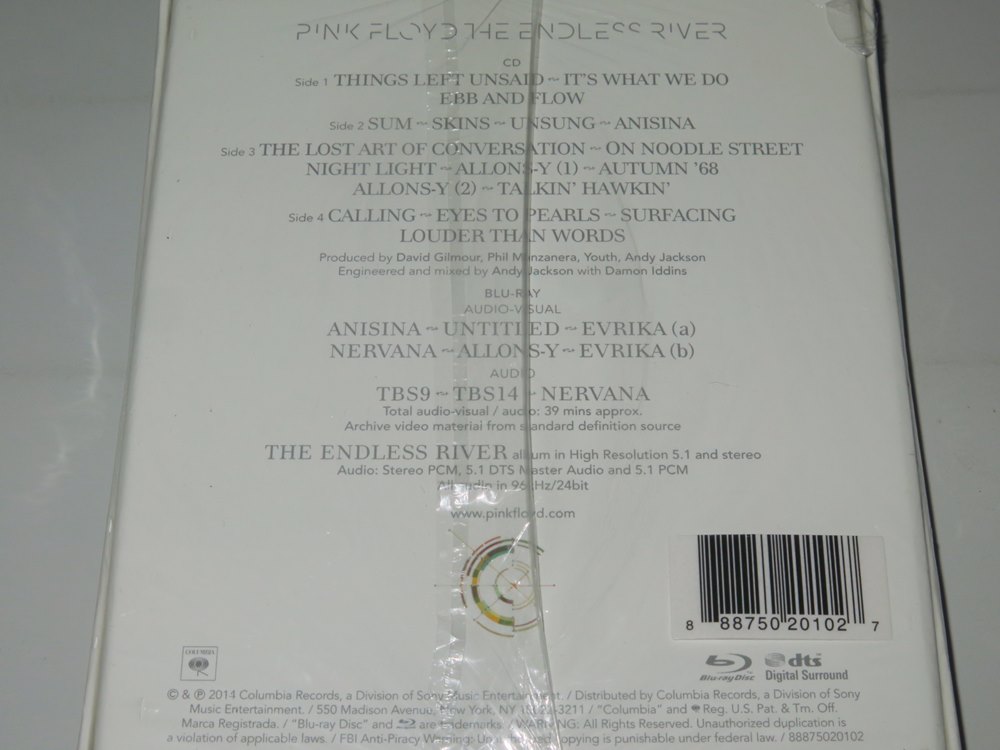 PINK FLOYD THE ENDLESS RIVER
CD
Side 1 THINGS LEFT UNSAID ~ IT'S WHAT WE DO
EBB AND FLOW
Side 2 SUM ~ SKINS ~ UNSUNG ~ ANISINA
Side 3 THE LOST ART OF CONVERSATION ~ ON NOODLE STREET
NIGHT LIGHT ~ ALLONS-Y (1) ~ AUTUMN '68
ALLONS-Y (2) ~ TALKIN' HAWKIN'
Side 4 CALLING ~ EYES TO PEARLS ~ SURFACING
LOUDER THAN WORDS
Produced by David Gilmour, Phil Manzanera, Youth, Andy Jackson
Engineered and mixed by Andy Jackson with Damon Iddins
BLU-RAY
AUDIO-VISUAL
ANISINA ~ UNTITLED ~ EVRIKA (a)
NERVANA ~ ALLONS-Y ~ EVRIKA (b)
AUDIO
TBS9 ~ TBS14 ~ NERVANA
Total audio-visual / audio: 39 mins approx.
Archive video material from standard definition source
THE ENDLESS RIVER album in High Resolution 5.1 and stereo
Audio: Stereo PCM, 5.1 DTS Master Audio and 5.1 PCM
All audio in 96kHz/24bit
www.pinkfloyd.com
8 88750 20102 7
COLUMBIA
Blu-ray Disc
dts Digital Surround
© & ℗ 2014 Columbia Records, a Division of Sony Music Entertainment. / Distributed by Columbia Records, a Division of Sony
Music Entertainment. / 550 Madison Avenue, New York, NY 10022-3211 / "Columbia" and Reg. U.S. Pat. & Tm. Off.
Marca Registrada. / "Blu-ray Disc" and are trademarks. / WARNING: All Rights Reserved. Unauthorized duplication is
a violation of applicable laws. / FBI Anti-Piracy Warning: Unauthorized copying is punishable under federal law. / 88875020102